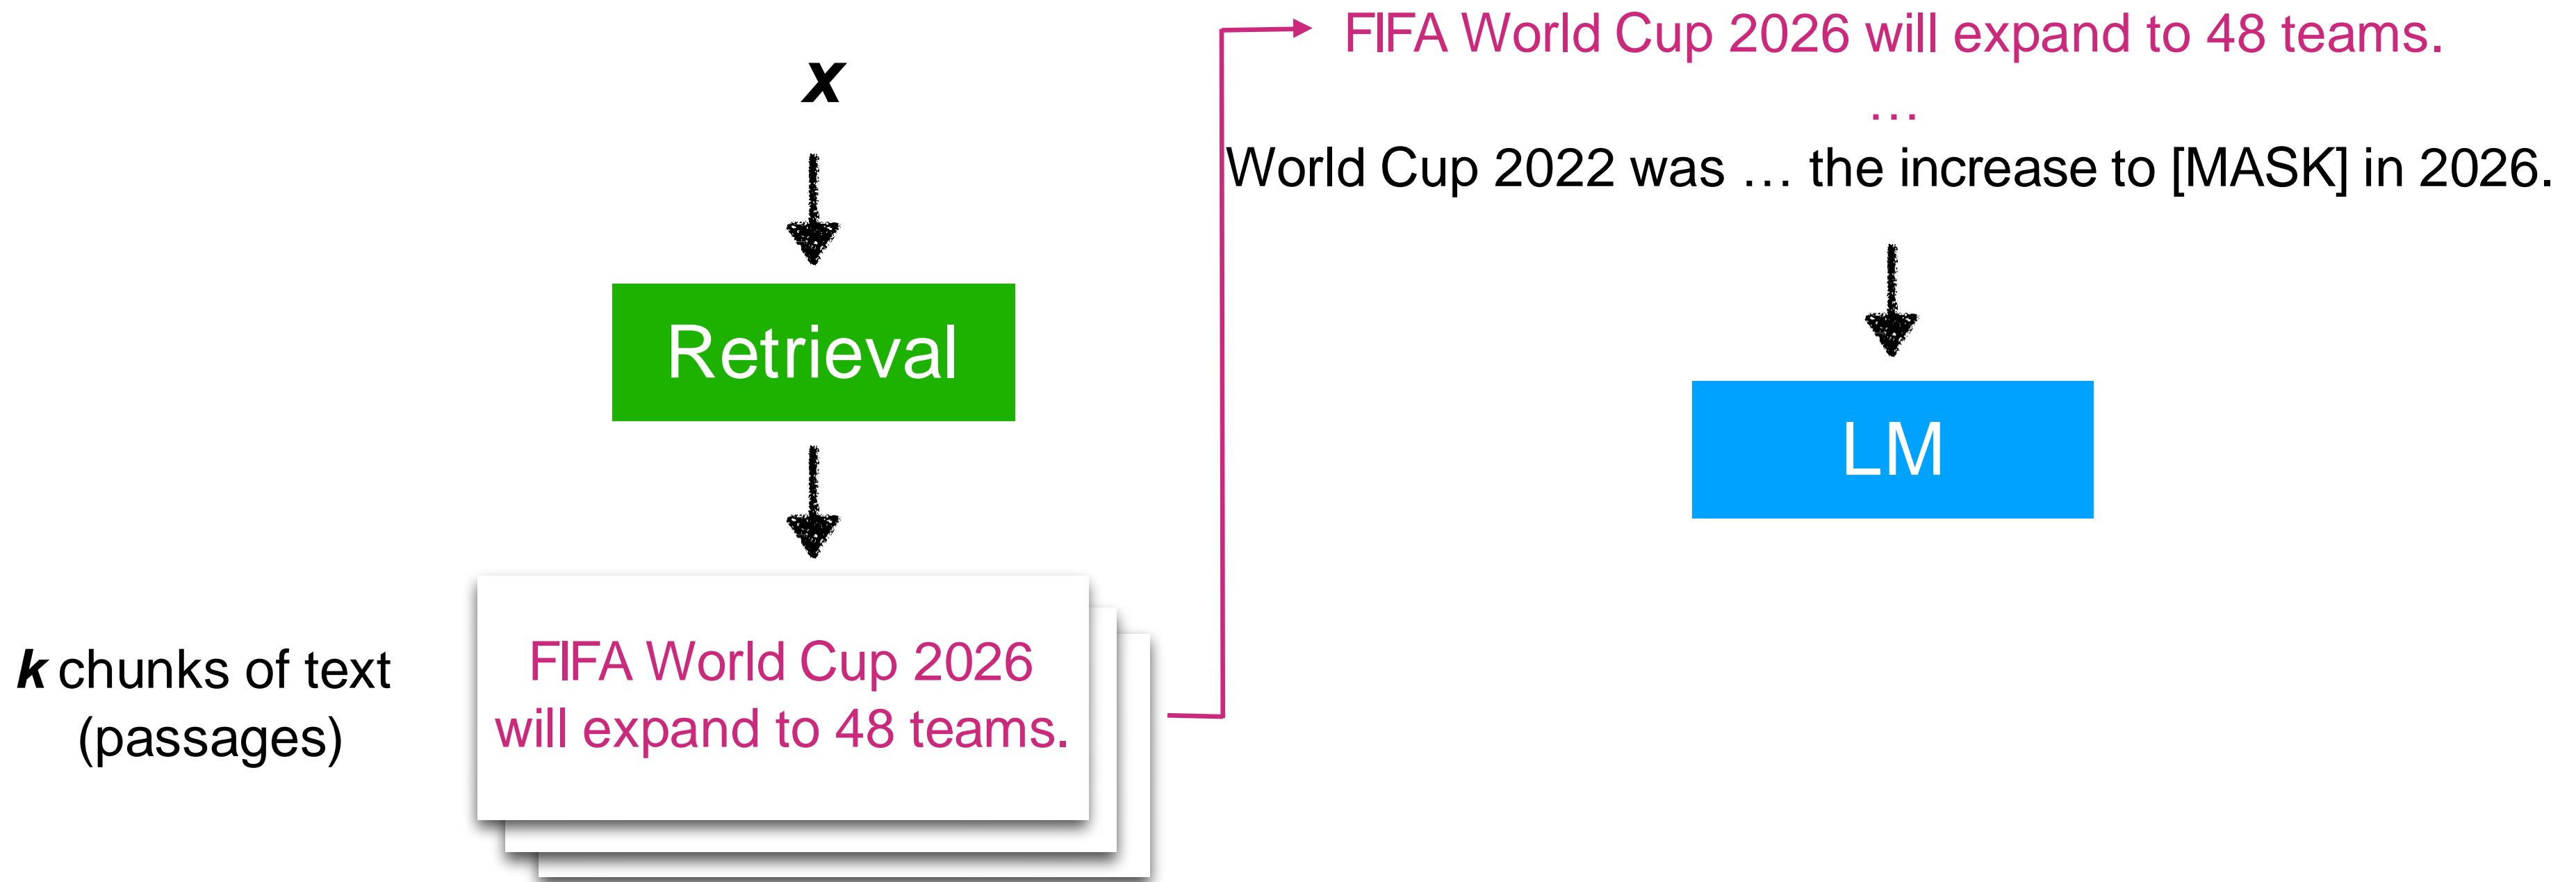 x
Retrieval
k chunks of text
(passages)
FIFA World Cup 2026
will expand to 48 teams.
FIFA World Cup 2026 will expand to 48 teams.
…
World Cup 2022 was … the increase to [MASK] in 2026.
LM